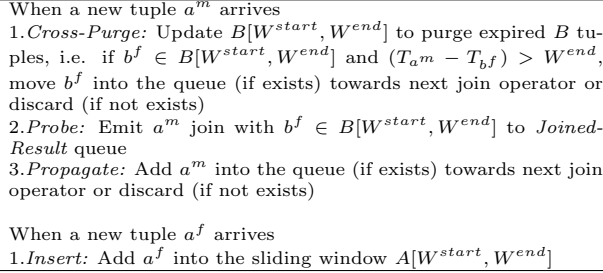 When a new tuple a^m arrives
1.Cross-Purge: Update B[W^start, W^end] to purge expired B tu-
ples, i.e. if b^f ∈ B[W^start, W^end] and (T_{a^m} − T_{b^f}) > W^end,
move b^f into the queue (if exists) towards next join operator or
discard (if not exists)
2.Probe: Emit a^m join with b^f ∈ B[W^start, W^end] to Joined-
Result queue
3.Propagate: Add a^m into the queue (if exists) towards next join
operator or discard (if not exists)
When a new tuple a^f arrives
1.Insert: Add a^f into the sliding window A[W^start, W^end]